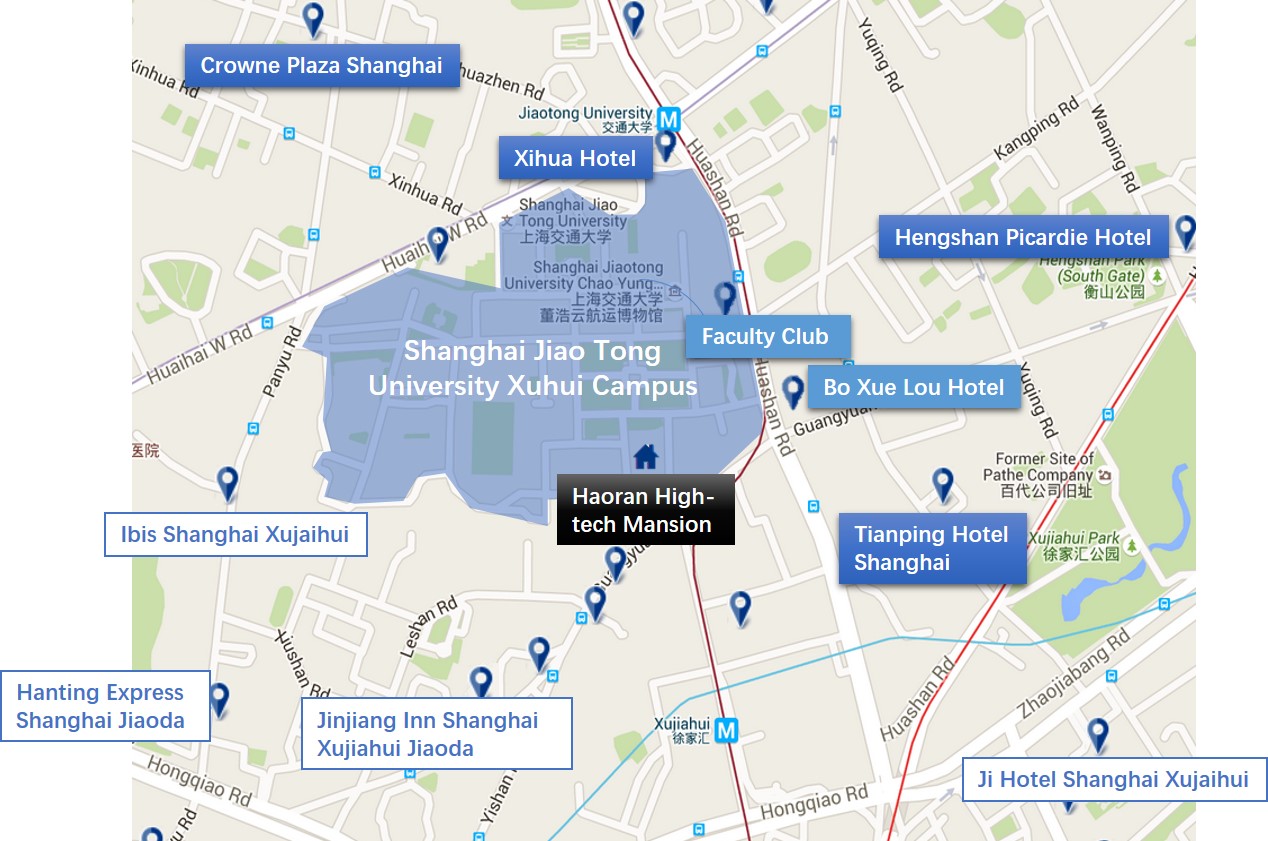 Yuqing Rd
Crowne Plaza Shanghai
Xinhua Rd
huazhen Rd
Jiaotong University
交通大学
M
Kangping Rd
Wanping Rd
Xihua Hotel
Huashan Rd
Xinhua Rd
Shanghai Jiao
Tong University
上海交通大学
文
Huaihai W Rd
Hengshan Picardie Hotel
Hengshan Park
(South Gate)
衡山公园
Shanghai Jiaotong
University Chao Yung...
上海交通大学
董浩云航运博物馆
Faculty Club
Huaihai W Rd
Panyu Rd
Shanghai Jiao Tong
University Xuhui Campus
Huashan Rd
Bo Xue Lou Hotel
Guangyuan
Yuqing Rd
医院
Former Site of
Pathe Company
百代公司旧址
Haoran High-
tech Mansion
Ibis Shanghai Xujaihui
Tianping Hotel
Shanghai
Xujiahui Park
徐家汇公园
Leshan Rd
Liushan Rd
Hanting Express
Shanghai Jiaoda
Jinjiang Inn Shanghai
Xujiahui Jiaoda
Xujiahui
徐家汇
M
Huashan Rd
Zhaojiabang Rd
Ji Hotel Shanghai Xujaihui
Hongqiao Rd
Yishan
Hongqiao Rd
yu Rd